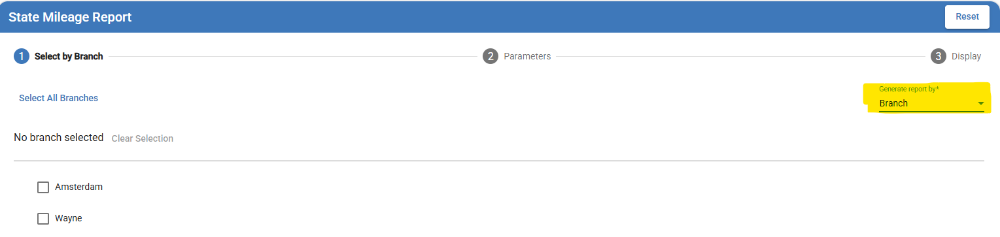 State Mileage Report
Reset
1 Select by Branch
2 Parameters
3 Display
Select All Branches
Generate report by*
Branch
No branch selected Clear Selection
Amsterdam
Wayne